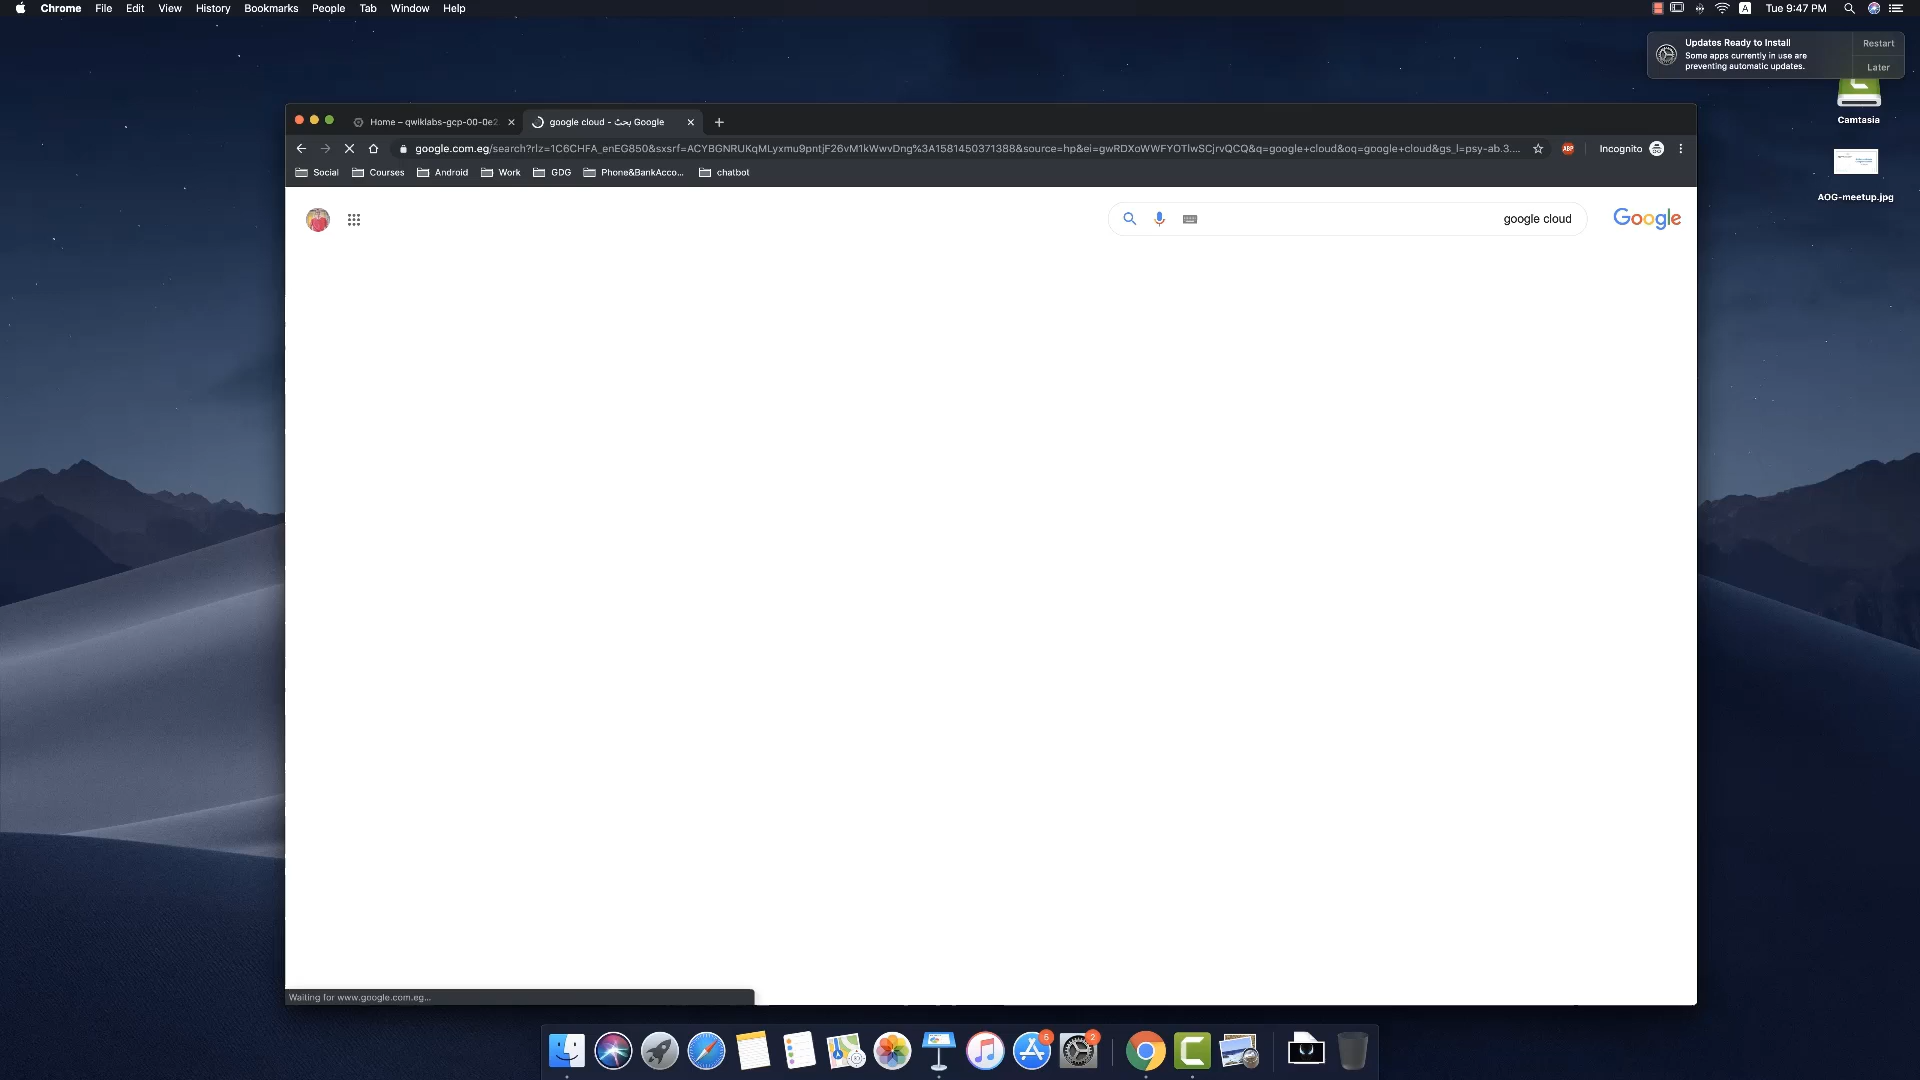 Chrome File Edit View History Bookmarks People Tab Window Help
A Tue 9:47 PM
Updates Ready to Install
Some apps currently in use are
preventing automatic updates.
Restart
Later
Camtasia
AOG-meetup.jpg
Home – qwiklabs-gcp-00-0e2
google cloud - بحث Google
google.com.eg/search?rlz=1C6CHFA_enEG850&sxsrf=ACYBGNRUKqMLyxmu9pntjF26vM1kWwvDng%3A1581450371388&source=hp&ei=gwRDXoWWFYOTlwSCjrvQCQ&q=google+cloud&oq=google+cloud&gs_l=psy-ab.3....
ABP
Incognito
Social Courses Android Work GDG Phone&BankAcco... chatbot
google cloud
Google
Waiting for www.google.com.eg...
6
2